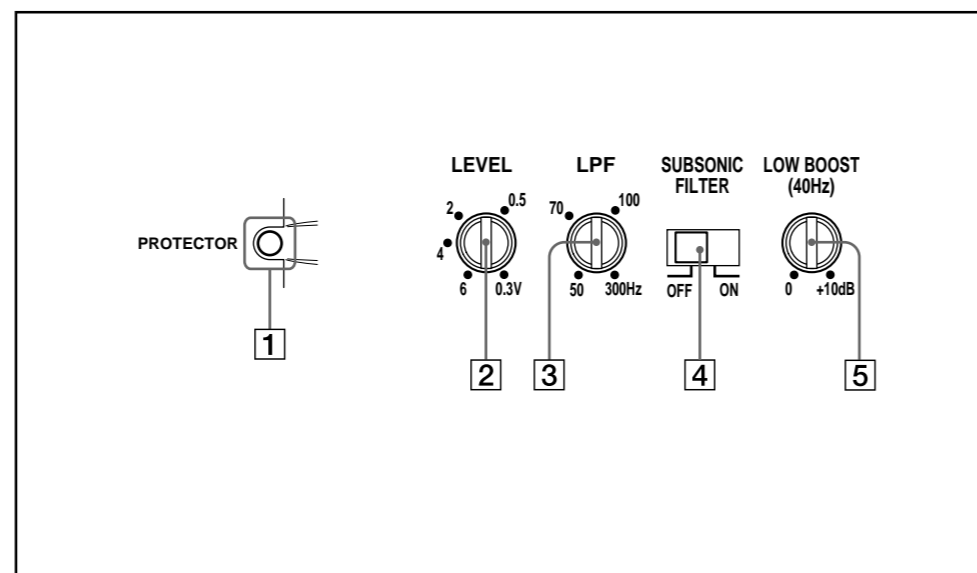 LEVEL
LPF
SUBSONIC
FILTER
LOW BOOST
(40Hz)
PROTECTOR
2
0.5
4
6
0.3V
70
100
50
300Hz
OFF
ON
0
+10dB
1
2
3
4
5